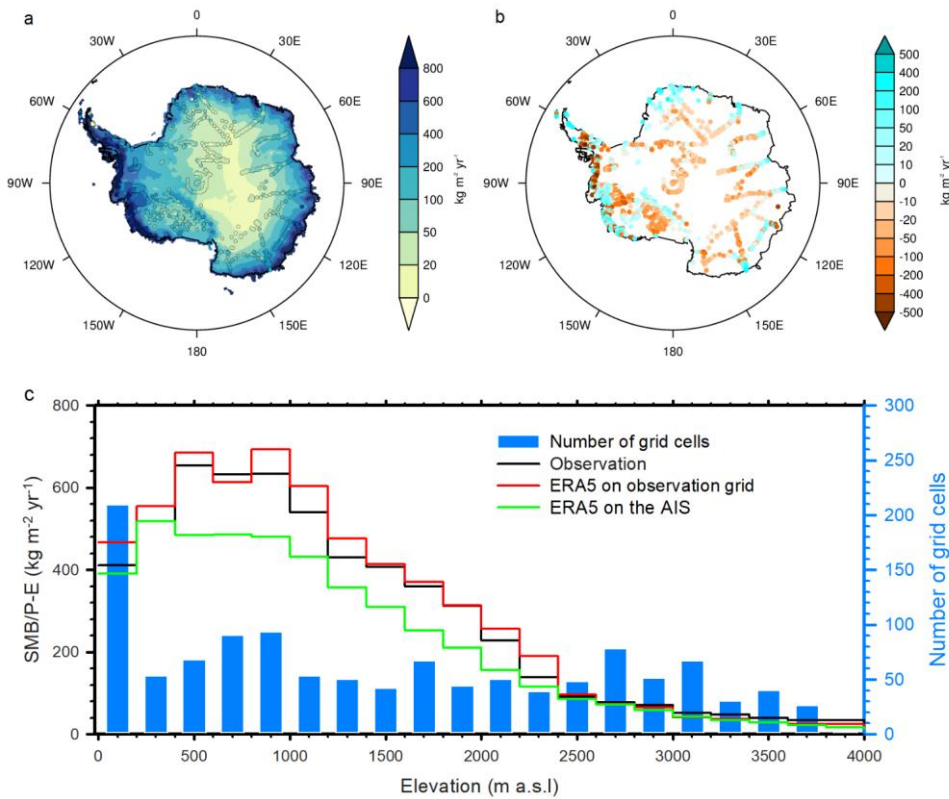 a
0
30W
30E
60W
60E
90W
90E
120W
120E
150W
150E
180
800
600
400
200
100
50
20
0
kg m⁻² yr⁻¹
b
0
30W
30E
60W
60E
90W
90E
120W
120E
150W
150E
180
500
400
200
100
50
20
10
0
-10
-20
-50
-100
-200
-400
-500
kg m⁻² yr⁻¹
c
800
600
400
200
0
SMB/P-E (kg m⁻² yr⁻¹)
Number of grid cells
Observation
ERA5 on observation grid
ERA5 on the AIS
300
250
200
150
100
50
0
Number of grid cells
0
500
1000
1500
2000
2500
3000
3500
4000
Elevation (m a.s.l)